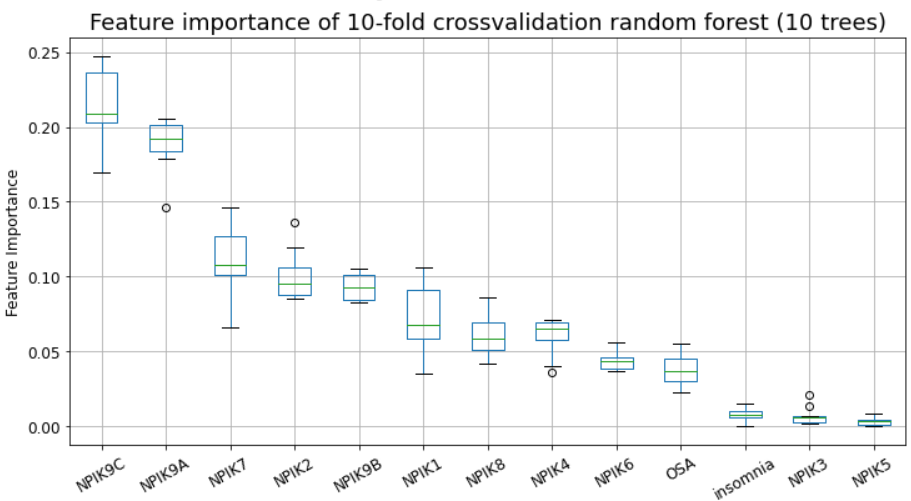 Feature importance of 10-fold crossvalidation random forest (10 trees)
0.25
0.20
0.15
0.10
0.05
0.00
Feature Importance
NPIK9C NPIK9A NPIK7 NPIK2 NPIK9B NPIK1 NPIK8 NPIK4 NPIK6 OSA insomnia NPIK3 NPIK5